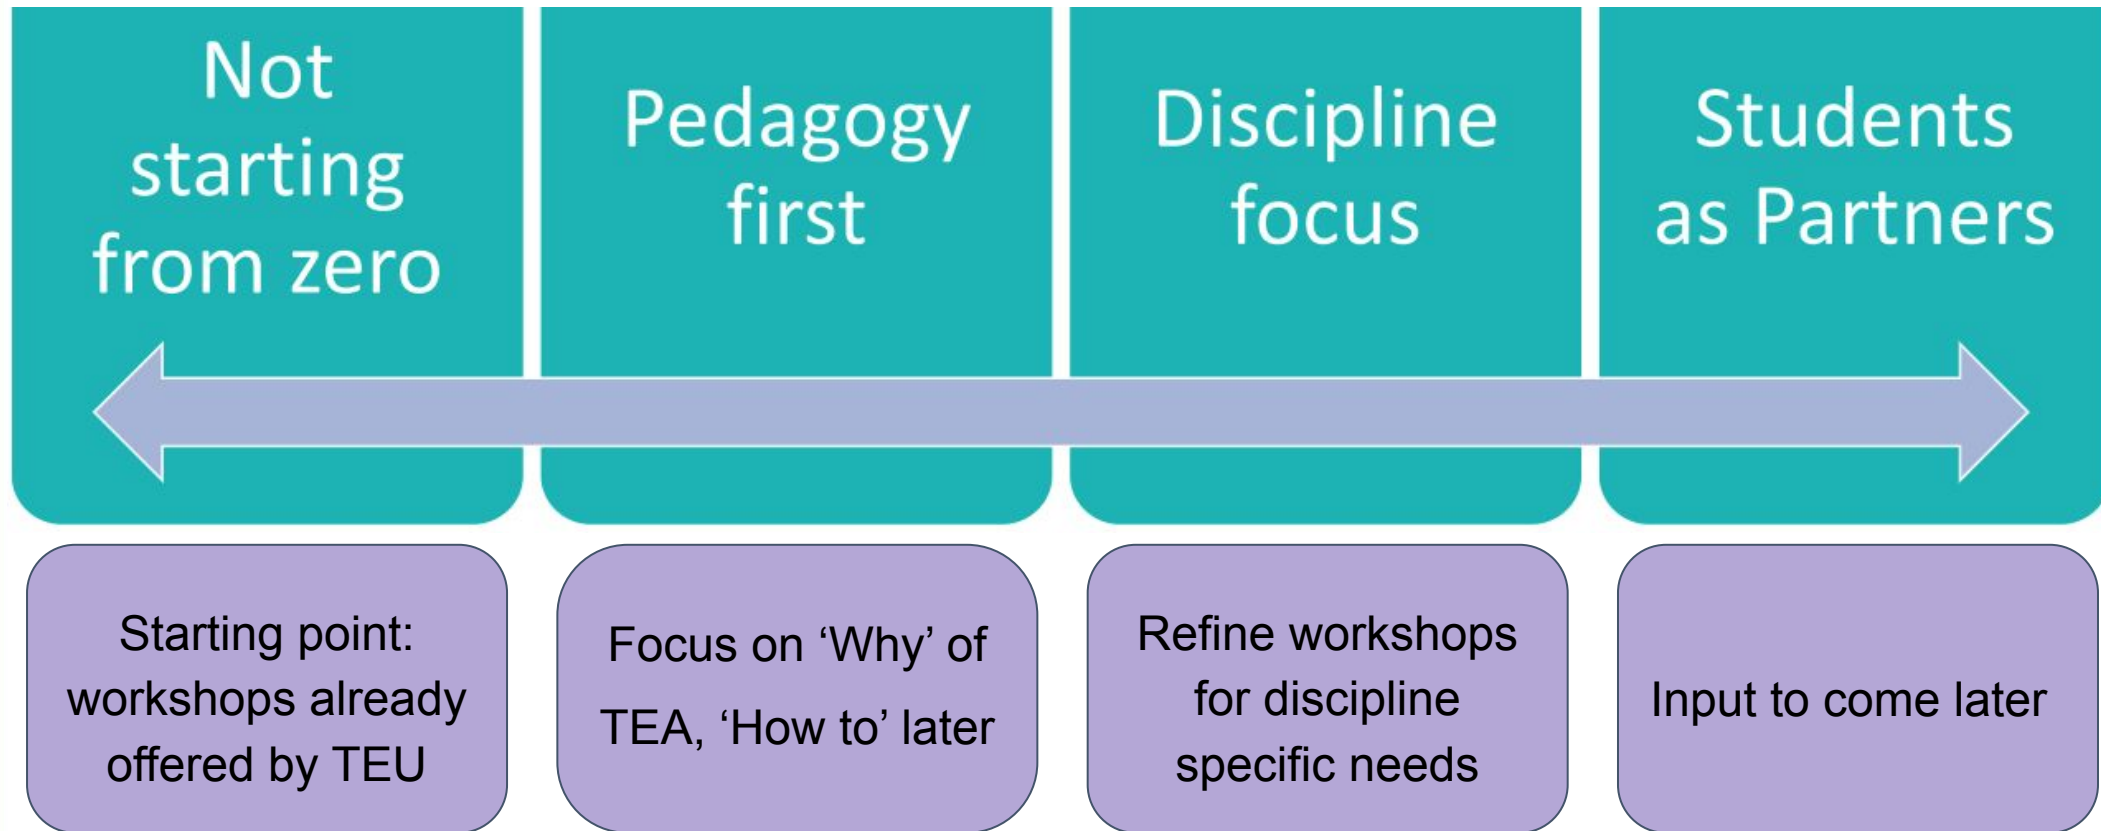 Not
starting
from zero
Pedagogy
first
Discipline
focus
Students
as Partners
Starting point:
workshops already
offered by TEU
Focus on ‘Why’ of
TEA, ‘How to’ later
Refine workshops
for discipline
specific needs
Input to come later